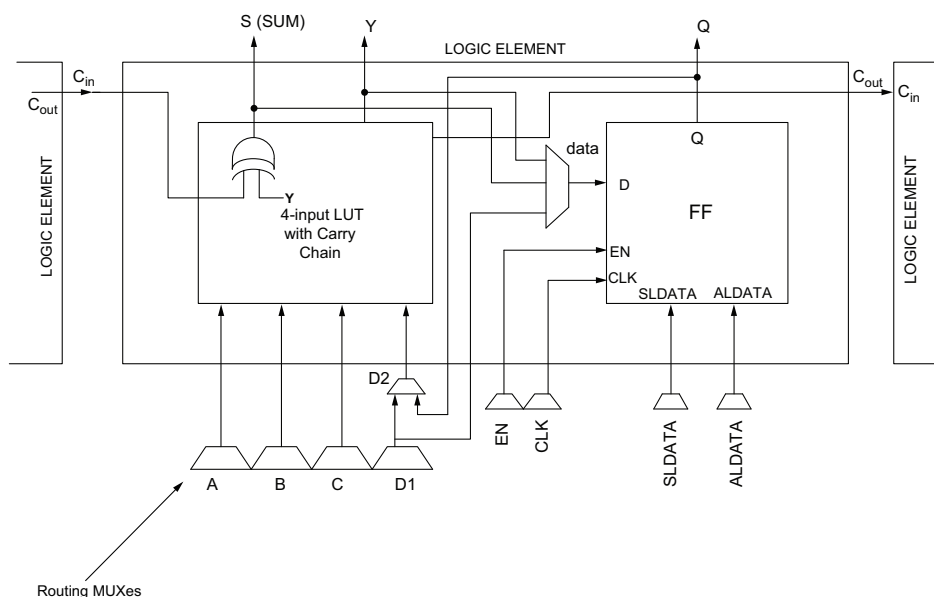 S (SUM)
Y
Q
LOGIC ELEMENT
Cin
Cout
Cout
Cin
LOGIC ELEMENT
Y
4-input LUT
with Carry
Chain
data
Q
D
FF
EN
CLK
SLDATA
ALDATA
LOGIC ELEMENT
D2
A
B
C
D1
EN
CLK
SLDATA
ALDATA
Routing MUXes